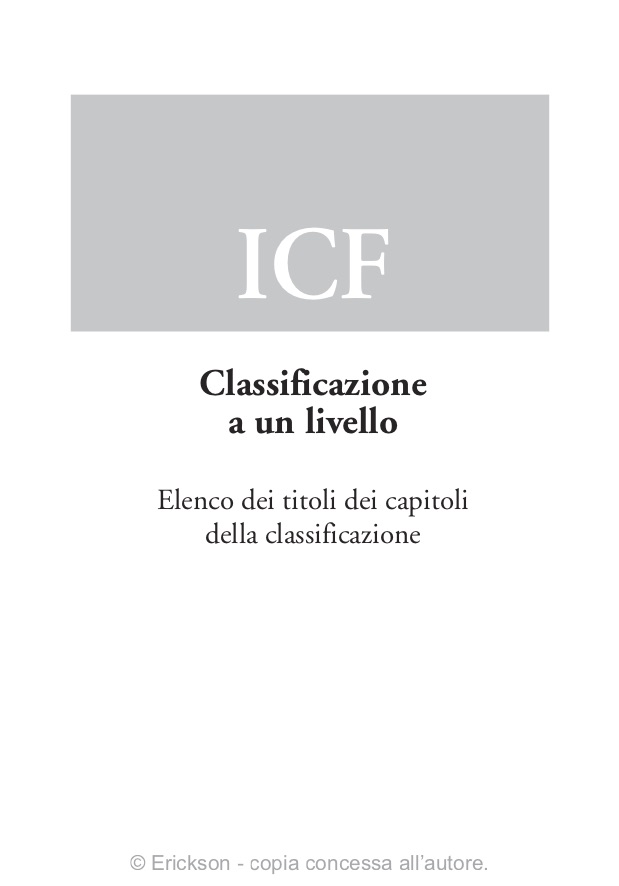 ICF
Classificazione
a un livello
Elenco dei titoli dei capitoli
della classificazione
© Erickson - copia concessa all'autore.